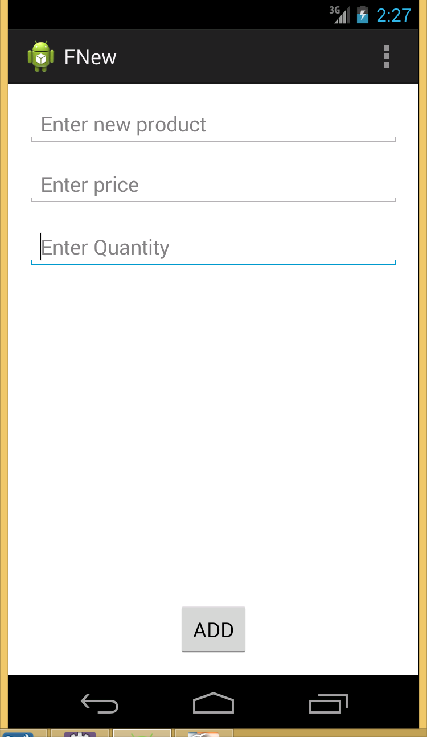 3G 2:27
FNew
Enter new product
Enter price
Enter Quantity
ADD